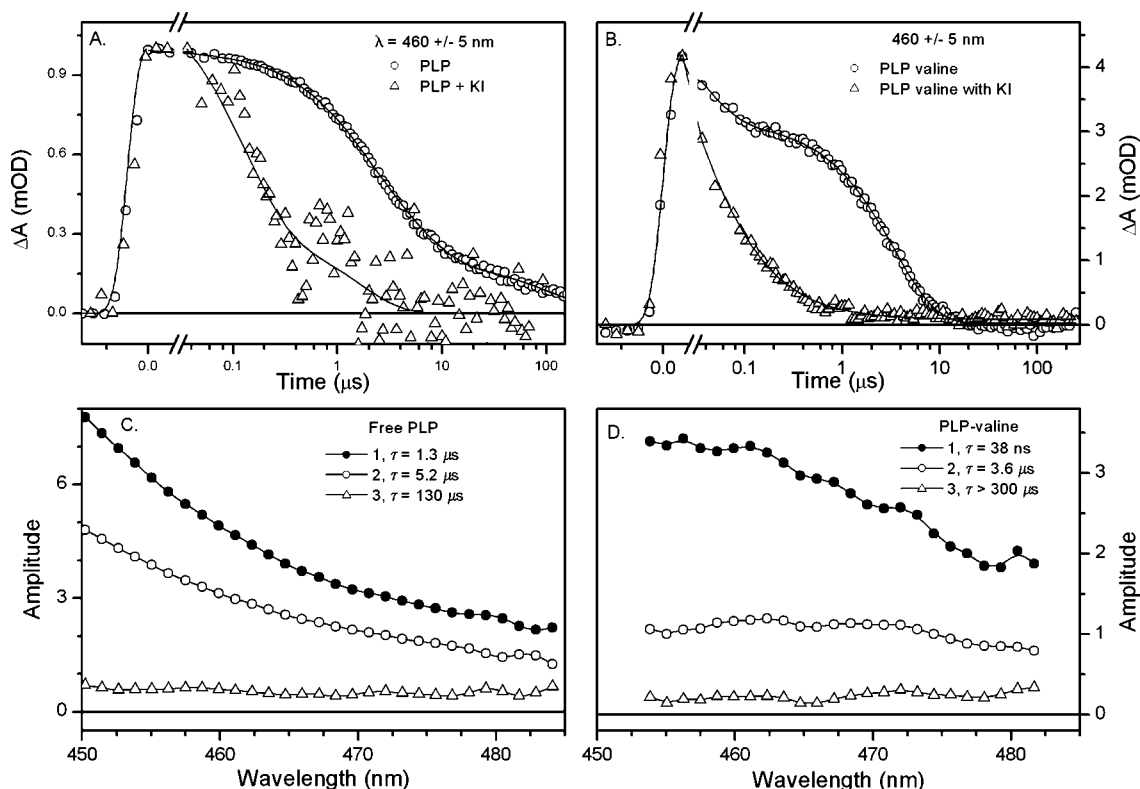 A.
λ = 460 +/- 5 nm
PLP
PLP + KI
0.9
0.6
0.3
0.0
ΔA (mOD)
0.0 0.1 1 10 100
Time (μs)
B.
460 +/- 5 nm
PLP valine
PLP valine with KI
4
3
2
1
0
ΔA (mOD)
0.0 0.1 1 10 100
Time (μs)
C.
Free PLP
1, τ = 1.3 μs
2, τ = 5.2 μs
3, τ = 130 μs
6
3
0
Amplitude
450 460 470 480
Wavelength (nm)
D.
PLP-valine
1, τ = 38 ns
2, τ = 3.6 μs
3, τ > 300 μs
3
2
1
0
Amplitude
450 460 470 480
Wavelength (nm)